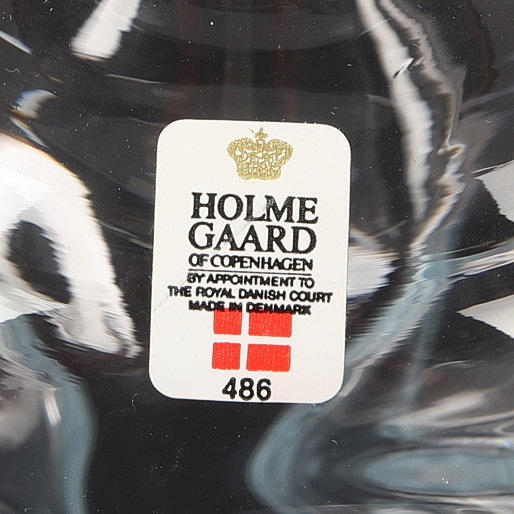 HOLME
GAARD
OF COPENHAGEN
BY APPOINTMENT TO
THE ROYAL DANISH COURT
MADE IN DENMARK
486